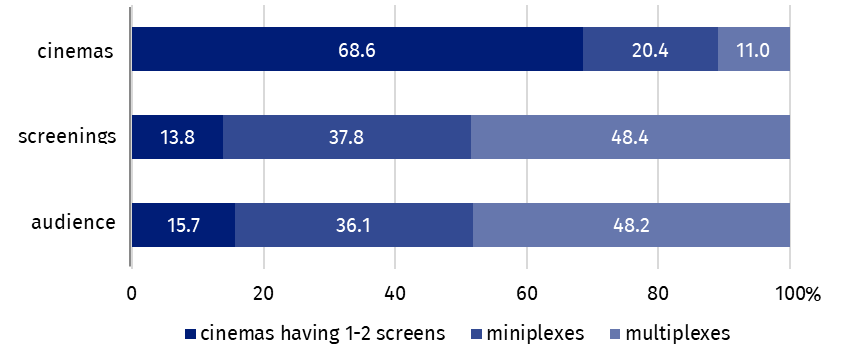 cinemas 68.6 20.4 11.0
screenings 13.8 37.8 48.4
audience 15.7 36.1 48.2
0 20 40 60 80 100%
cinemas having 1-2 screens miniplexes multiplexes